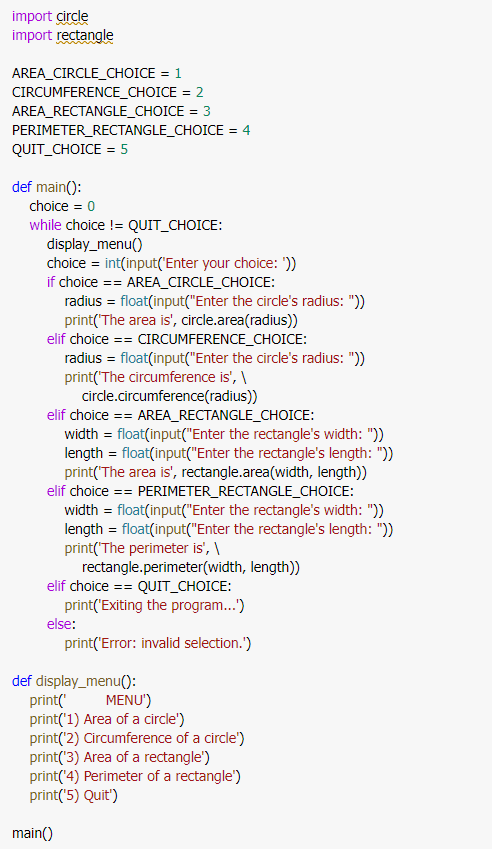 import circle
import rectangle

AREA_CIRCLE_CHOICE = 1
CIRCUMFERENCE_CHOICE = 2
AREA_RECTANGLE_CHOICE = 3
PERIMETER_RECTANGLE_CHOICE = 4
QUIT_CHOICE = 5

def main():
    choice = 0
    while choice != QUIT_CHOICE:
        display_menu()
        choice = int(input('Enter your choice: '))
        if choice == AREA_CIRCLE_CHOICE:
            radius = float(input("Enter the circle's radius: "))
            print('The area is', circle.area(radius))
        elif choice == CIRCUMFERENCE_CHOICE:
            radius = float(input("Enter the circle's radius: "))
            print('The circumference is', \
                circle.circumference(radius))
        elif choice == AREA_RECTANGLE_CHOICE:
            width = float(input("Enter the rectangle's width: "))
            length = float(input("Enter the rectangle's length: "))
            print('The area is', rectangle.area(width, length))
        elif choice == PERIMETER_RECTANGLE_CHOICE:
            width = float(input("Enter the rectangle's width: "))
            length = float(input("Enter the rectangle's length: "))
            print('The perimeter is', \
                rectangle.perimeter(width, length))
        elif choice == QUIT_CHOICE:
            print('Exiting the program...')
        else:
            print('Error: invalid selection.')

def display_menu():
    print('          MENU')
    print('1) Area of a circle')
    print('2) Circumference of a circle')
    print('3) Area of a rectangle')
    print('4) Perimeter of a rectangle')
    print('5) Quit')

main()